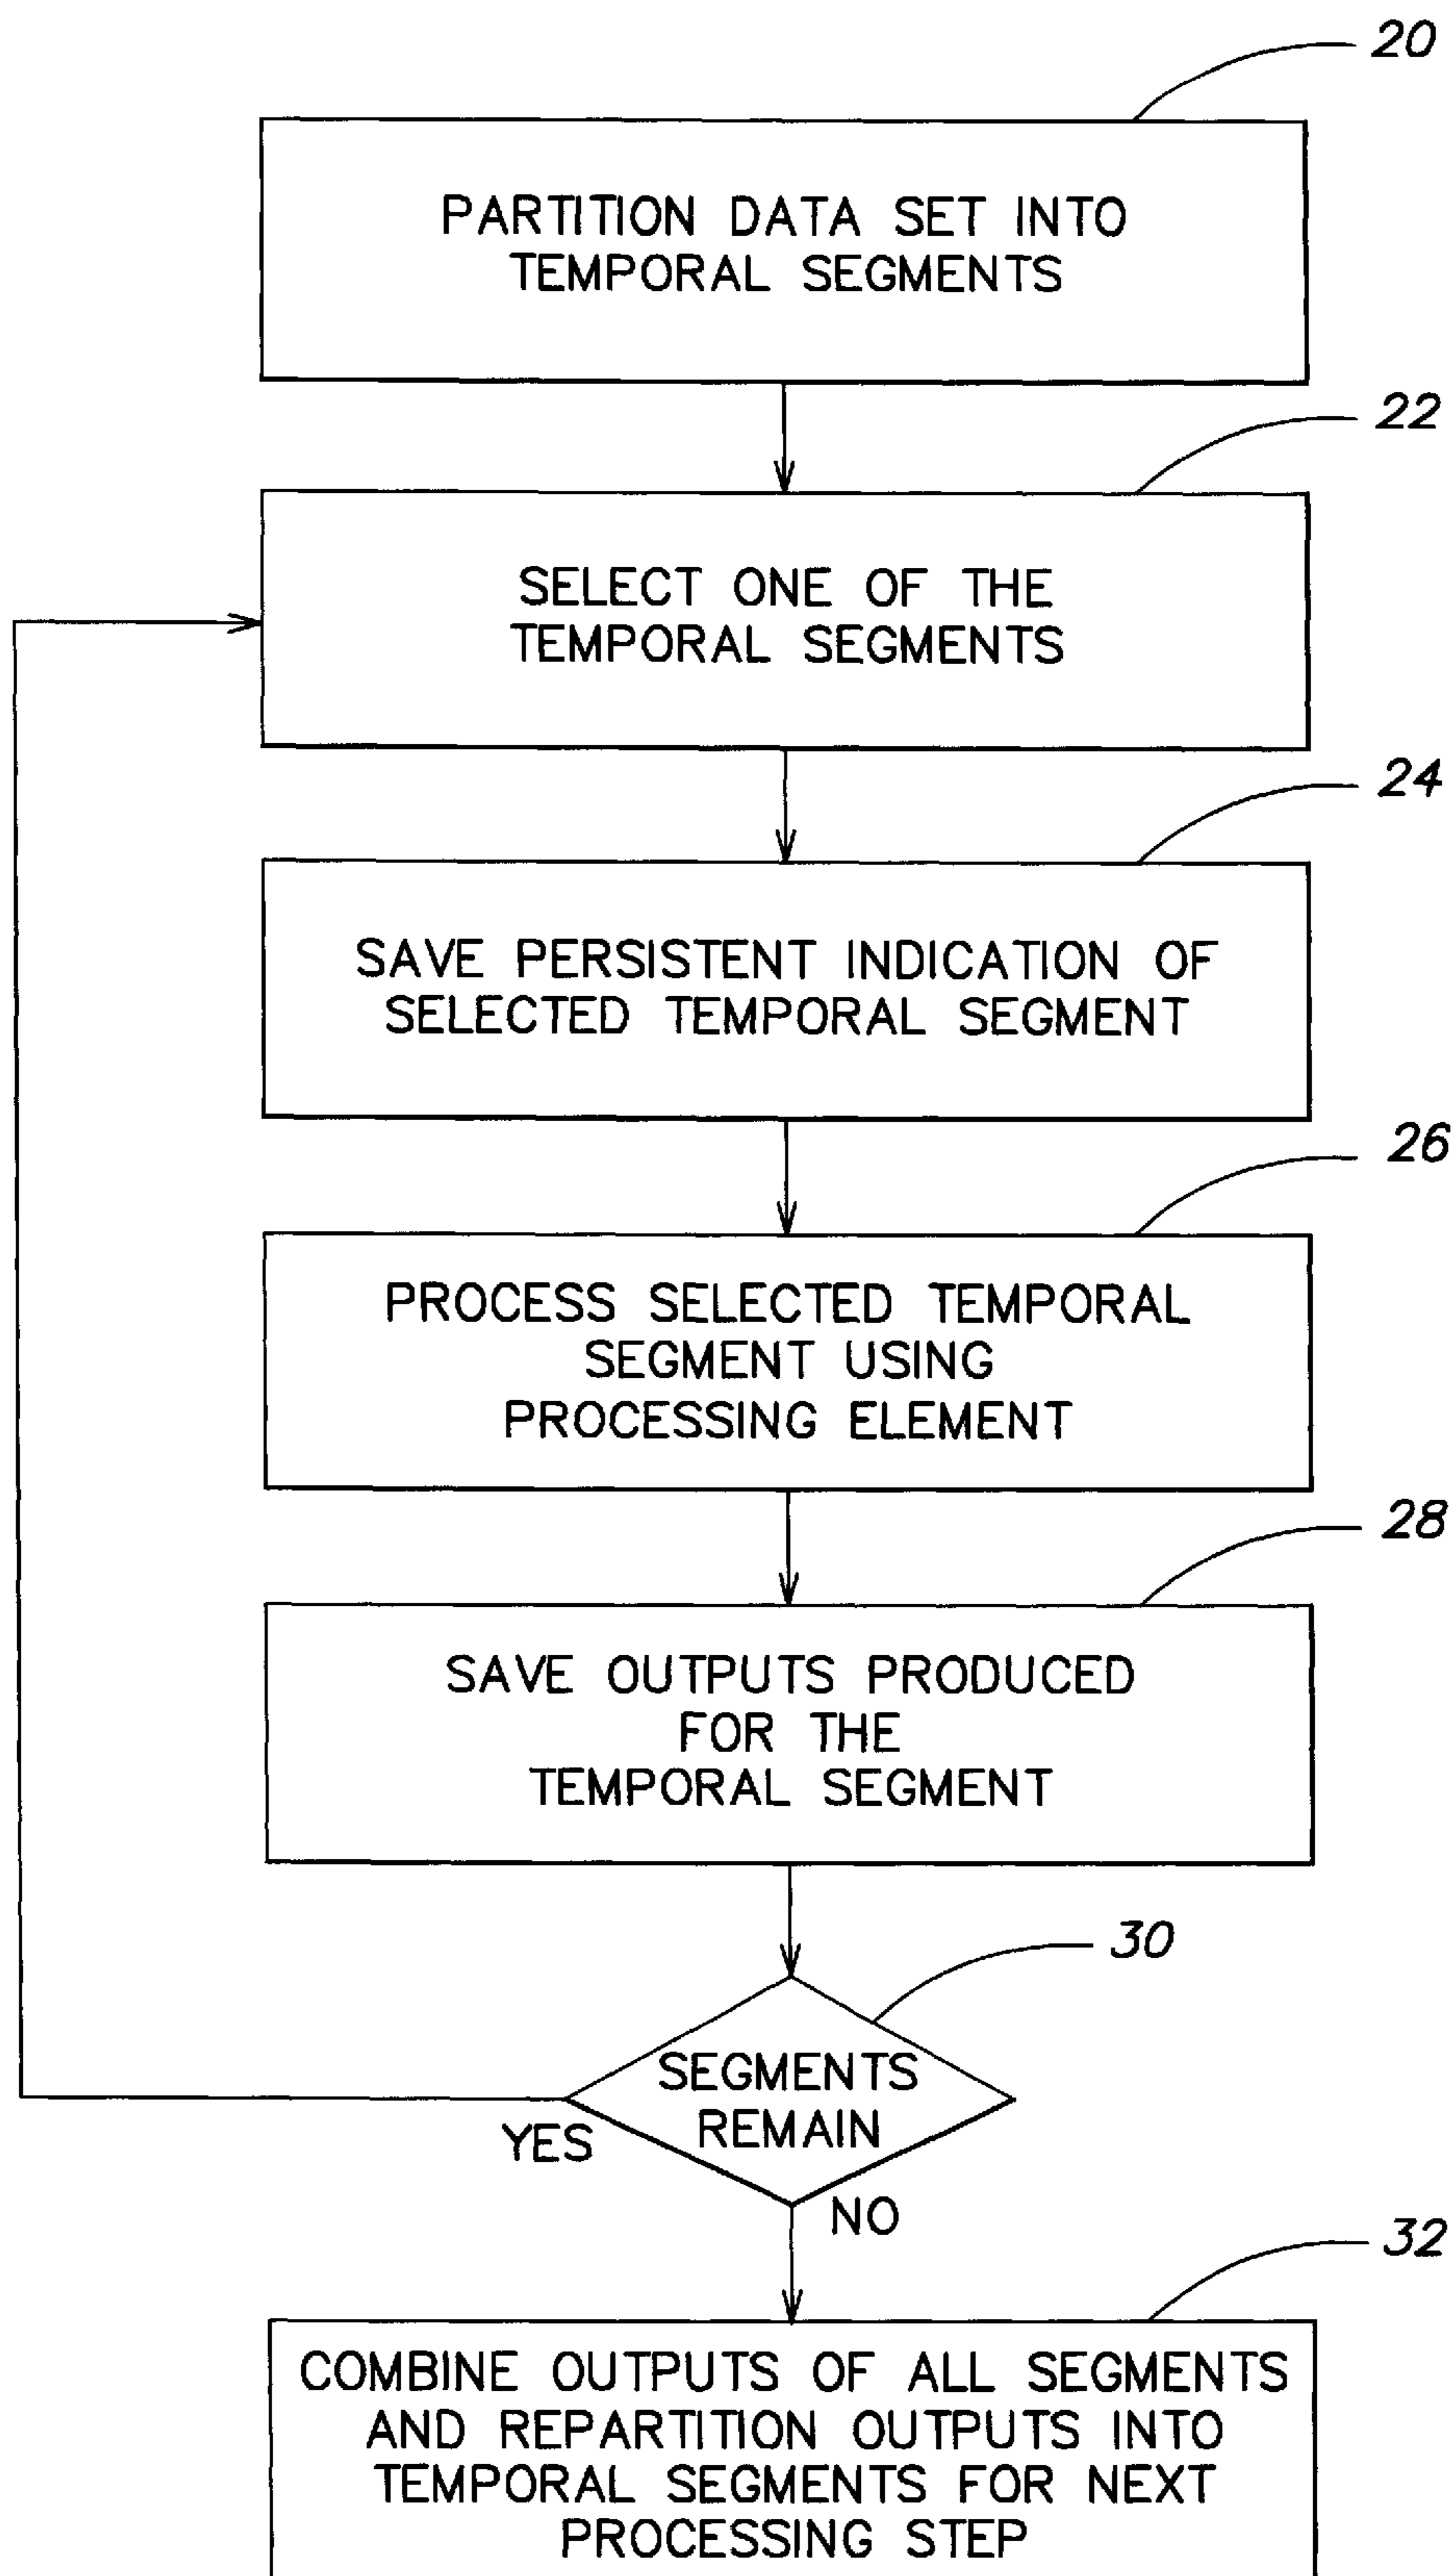 20
PARTITION DATA SET INTO
TEMPORAL SEGMENTS
22
SELECT ONE OF THE
TEMPORAL SEGMENTS
24
SAVE PERSISTENT INDICATION OF
SELECTED TEMPORAL SEGMENT
26
PROCESS SELECTED TEMPORAL
SEGMENT USING
PROCESSING ELEMENT
28
SAVE OUTPUTS PRODUCED
FOR THE
TEMPORAL SEGMENT
30
SEGMENTS
REMAIN
YES
NO
32
COMBINE OUTPUTS OF ALL SEGMENTS
AND REPARTITION OUTPUTS INTO
TEMPORAL SEGMENTS FOR NEXT
PROCESSING STEP